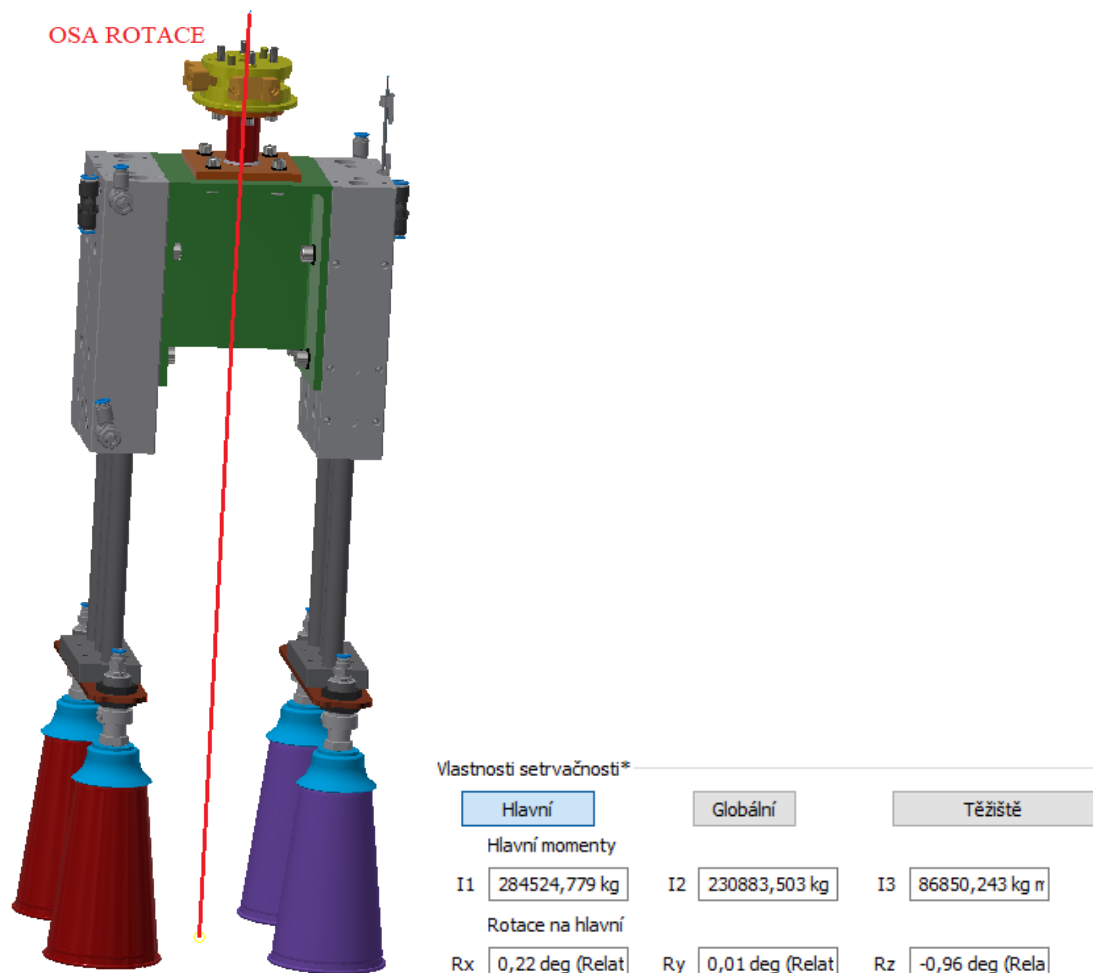 OSA ROTACE
Vlastnosti setrvačnosti*
Hlavní Globální Těžiště
Hlavní momenty
I1 284524,779 kg I2 230883,503 kg I3 86850,243 kg m
Rotace na hlavní
Rx 0,22 deg (Relat Ry 0,01 deg (Relat Rz -0,96 deg (Rela